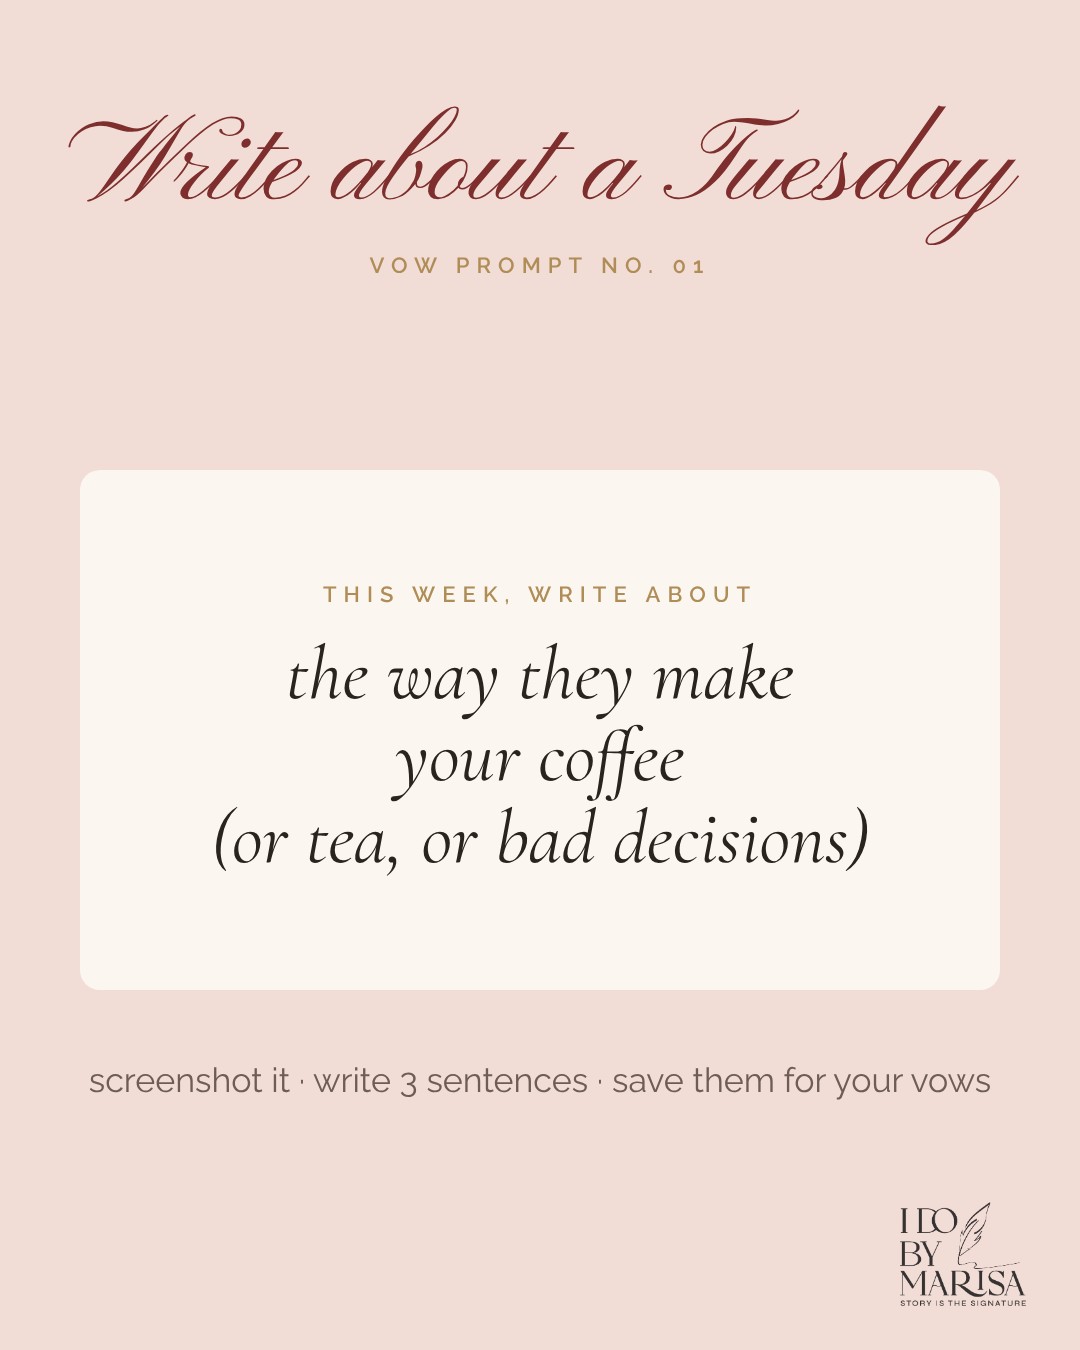 Write about a Tuesday
VOW PROMPT NO. 01
THIS WEEK, WRITE ABOUT
the way they make
your coffee
(or tea, or bad decisions)
screenshot it · write 3 sentences · save them for your vows
I DO
BY
MARISA
STORY IS THE SIGNATURE